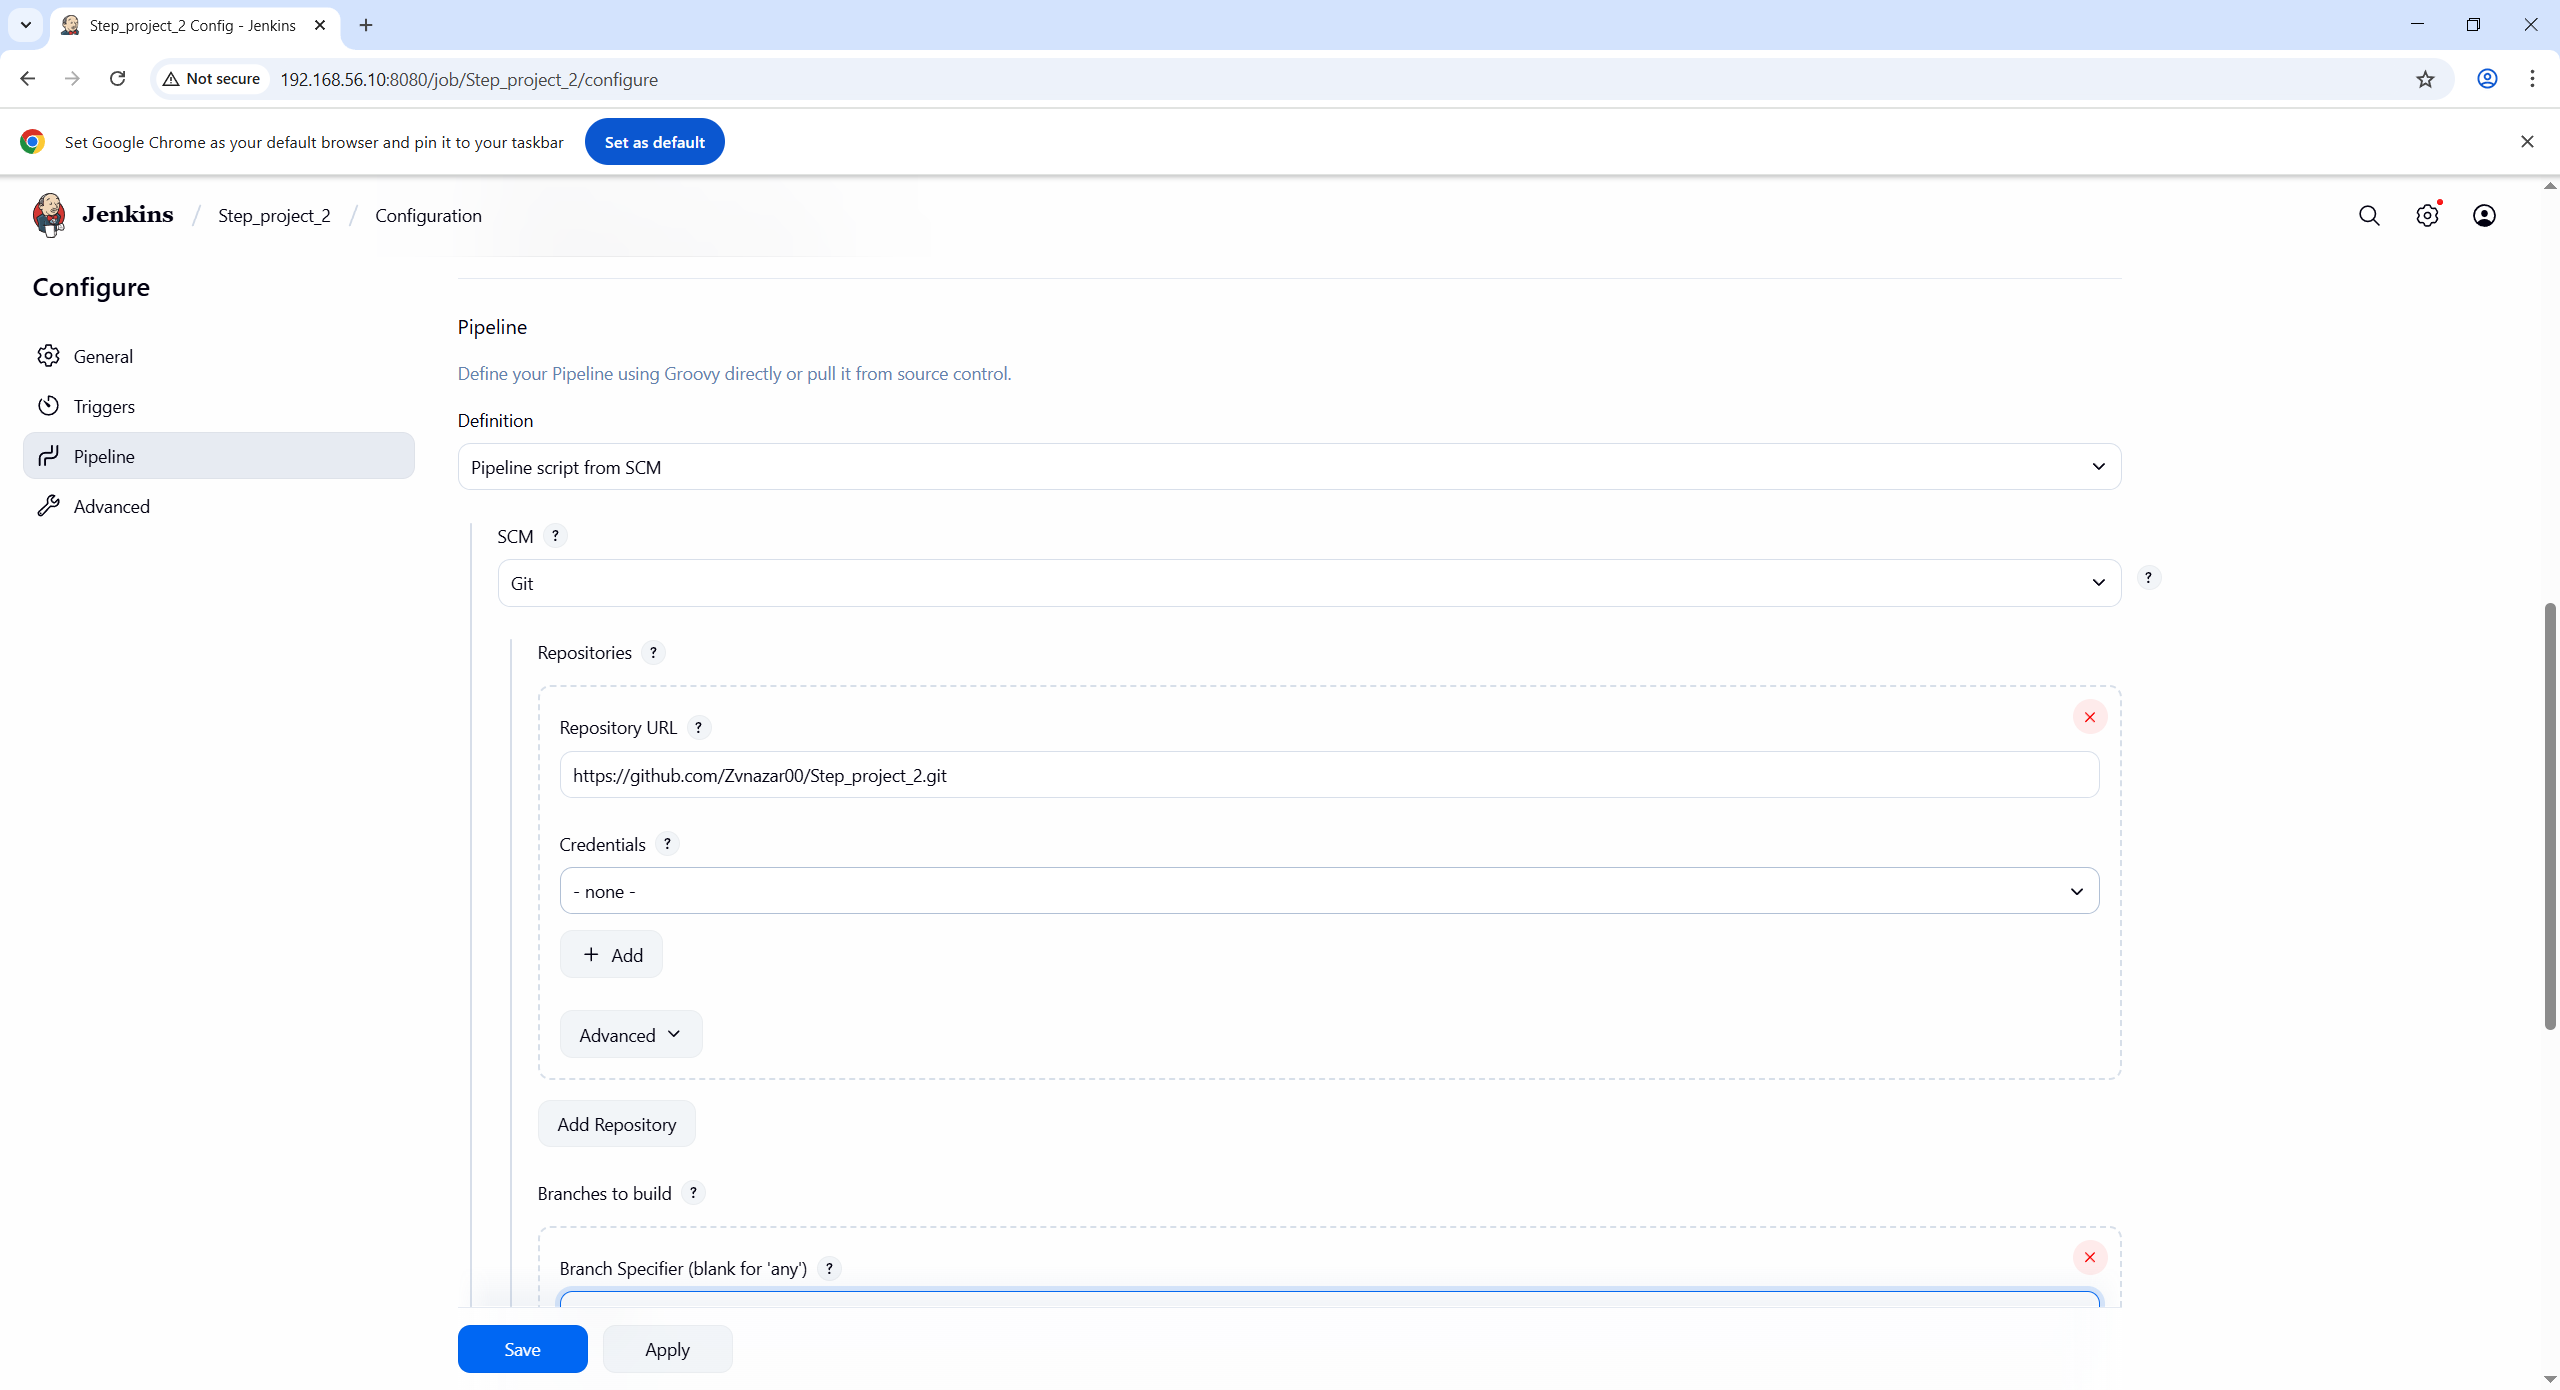 Step_project_2 Config - Jenkins
Not secure 192.168.56.10:8080/job/Step_project_2/configure
Set Google Chrome as your default browser and pin it to your taskbar Set as default
Jenkins / Step_project_2 / Configuration
Configure
General
Triggers
Pipeline
Advanced
Pipeline
Define your Pipeline using Groovy directly or pull it from source control.
Definition
Pipeline script from SCM
SCM ?
Git
?
Repositories ?
Repository URL ?
https://github.com/Zvnazar00/Step_project_2.git
Credentials ?
- none -
+ Add
Advanced
Add Repository
Branches to build ?
Branch Specifier (blank for 'any') ?
Save Apply